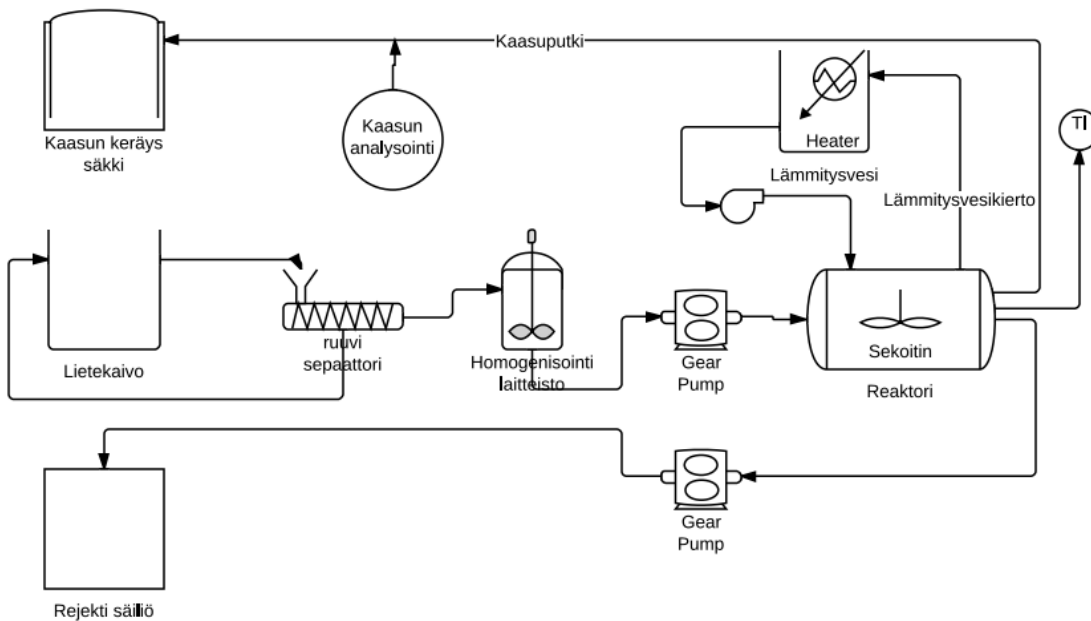 Kaasuputki
Kaasun keräys
säkki
Kaasun
analysointi
Heater
Lämmitysvesi
TI
Lämmitysvesikierto
Lietekaivo
ruuvi
sepaattori
Homogenisointi
laitteisto
Gear
Pump
Sekoitin
Reaktori
Gear
Pump
Rejekti säiliö